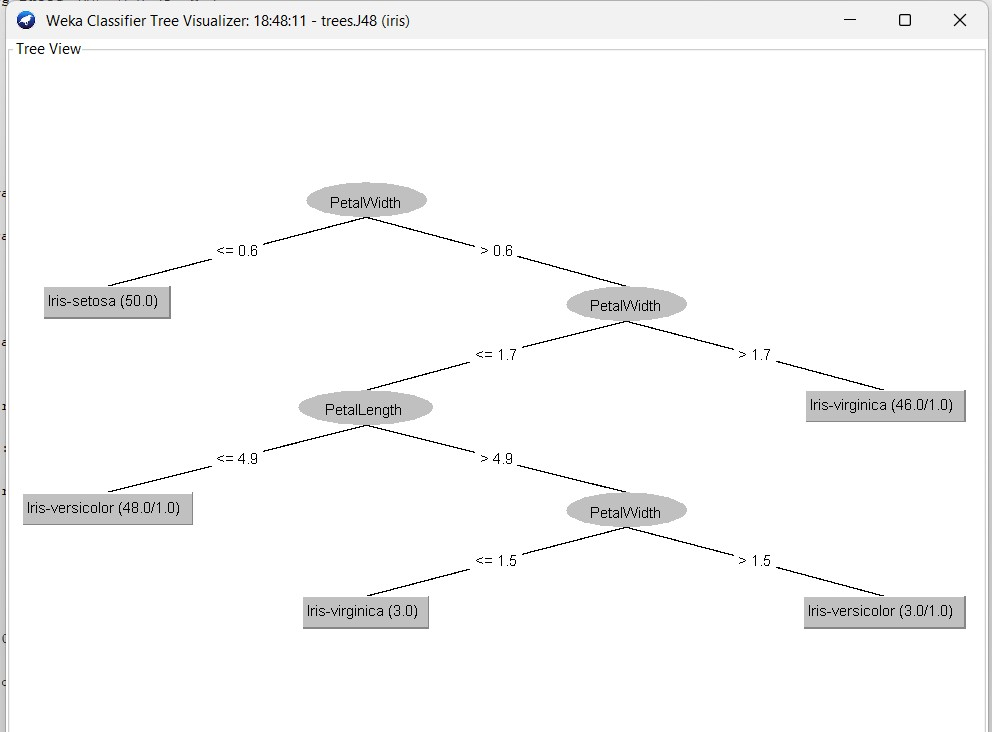 Weka Classifier Tree Visualizer: 18:48:11 - trees.J48 (iris)
Tree View
PetalWidth
<= 0.6
> 0.6
Iris-setosa (50.0)
PetalWidth
<= 1.7
> 1.7
PetalLength
Iris-virginica (46.0/1.0)
<= 4.9
> 4.9
Iris-versicolor (48.0/1.0)
PetalWidth
<= 1.5
> 1.5
Iris-virginica (3.0)
Iris-versicolor (3.0/1.0)